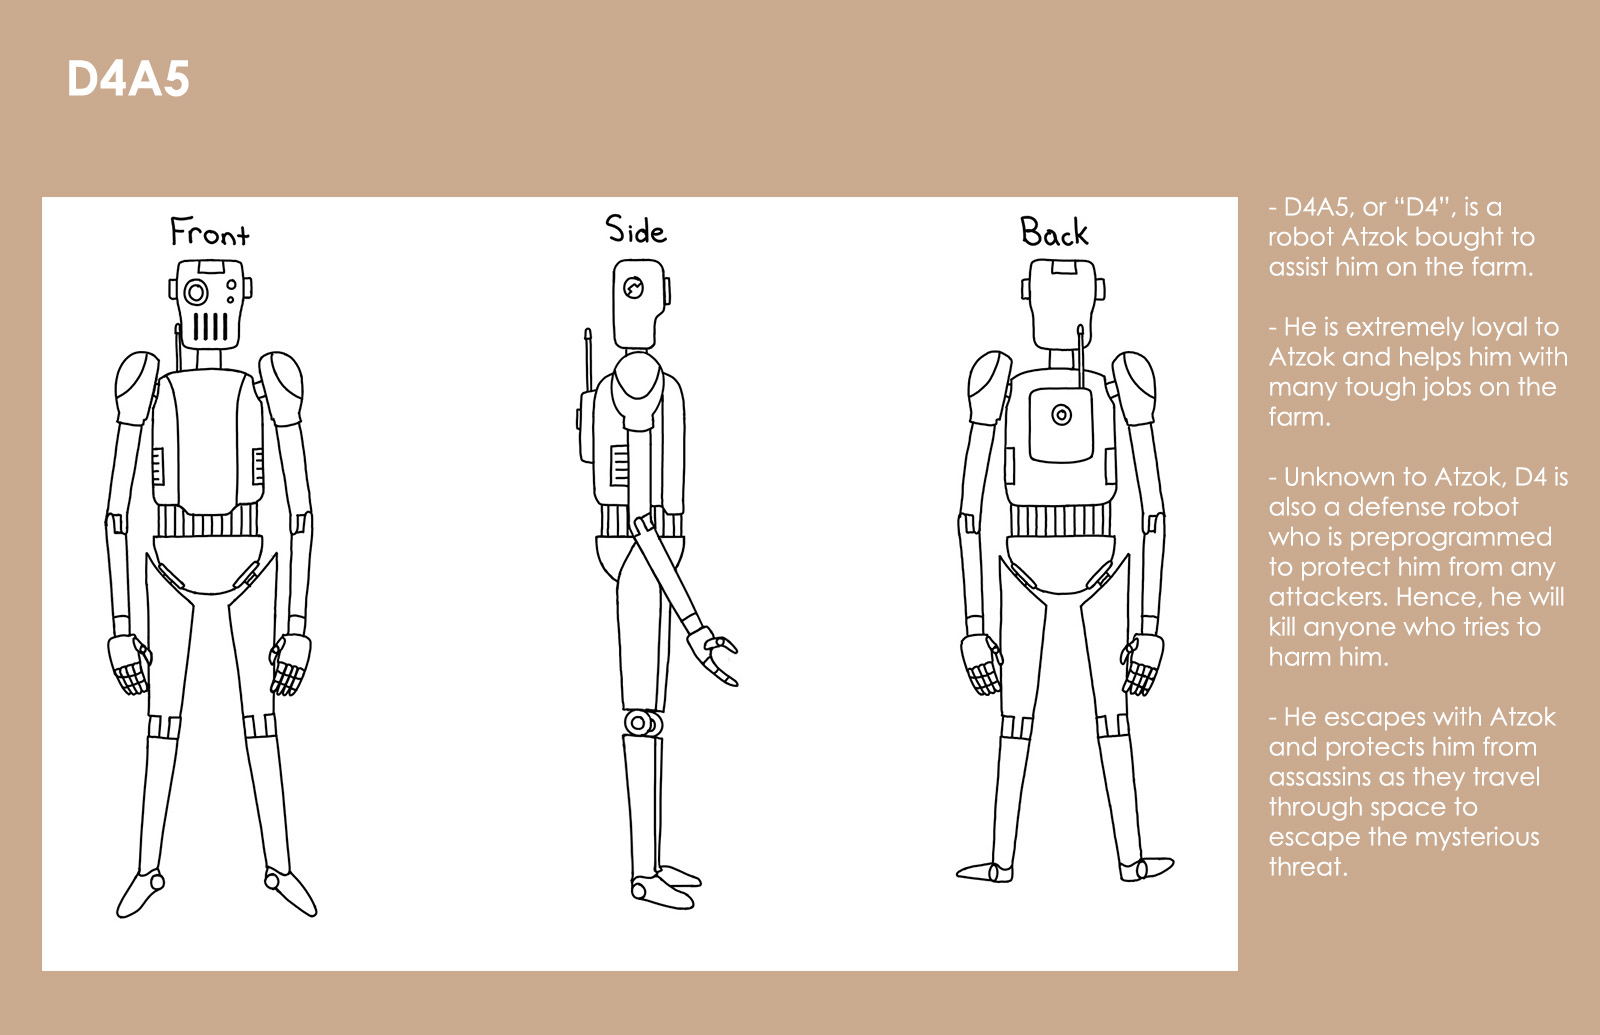 D4A5
Front
Side
Back
- D4A5, or “D4”, is a
robot Atzok bought to
assist him on the farm.
- He is extremely loyal to
Atzok and helps him with
many tough jobs on the
farm.
- Unknown to Atzok, D4 is
also a defense robot
who is preprogrammed
to protect him from any
attackers. Hence, he will
kill anyone who tries to
harm him.
- He escapes with Atzok
and protects him from
assassins as they travel
through space to
escape the mysterious
threat.